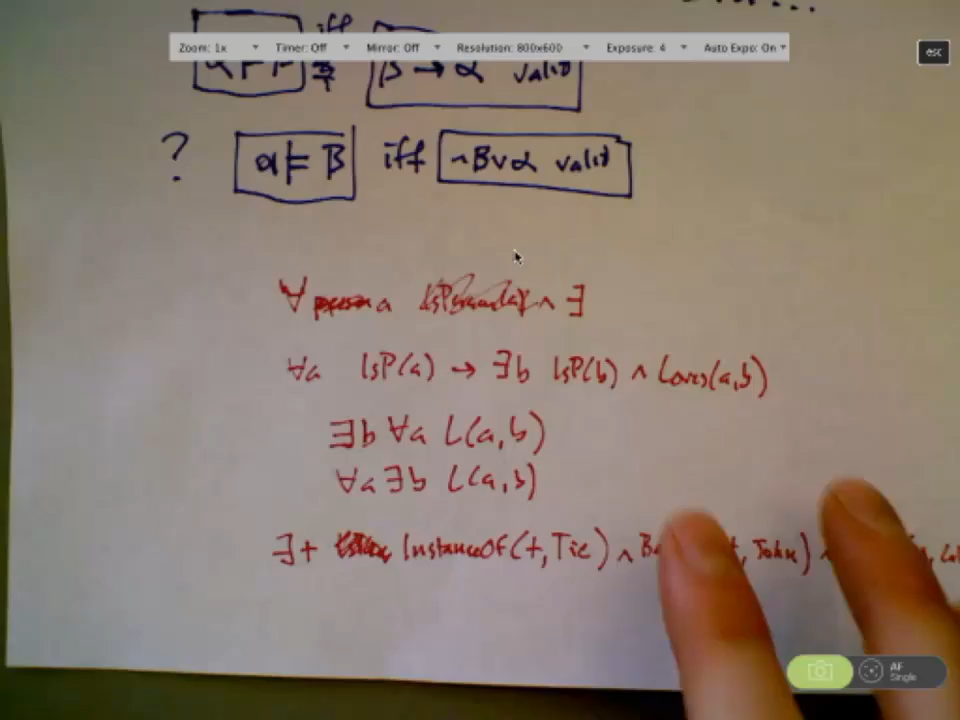 ...
iff
Zoom: 1x Timer: Off Mirror: Off Resolution: 800x600 Exposure: 4 Auto Expo: On
esc
β → α valid
? α ⊨ β iff ¬β∨α valid
∀ a ∧ ∃
∀a IsP(a) → ∃b IsP(b) ∧ Loves(a,b)
∃b ∀a L(a,b)
∀a ∃b L(a,b)
∃t InstanceOf(t, Tie) ∧ , John) ∧
AF
Single